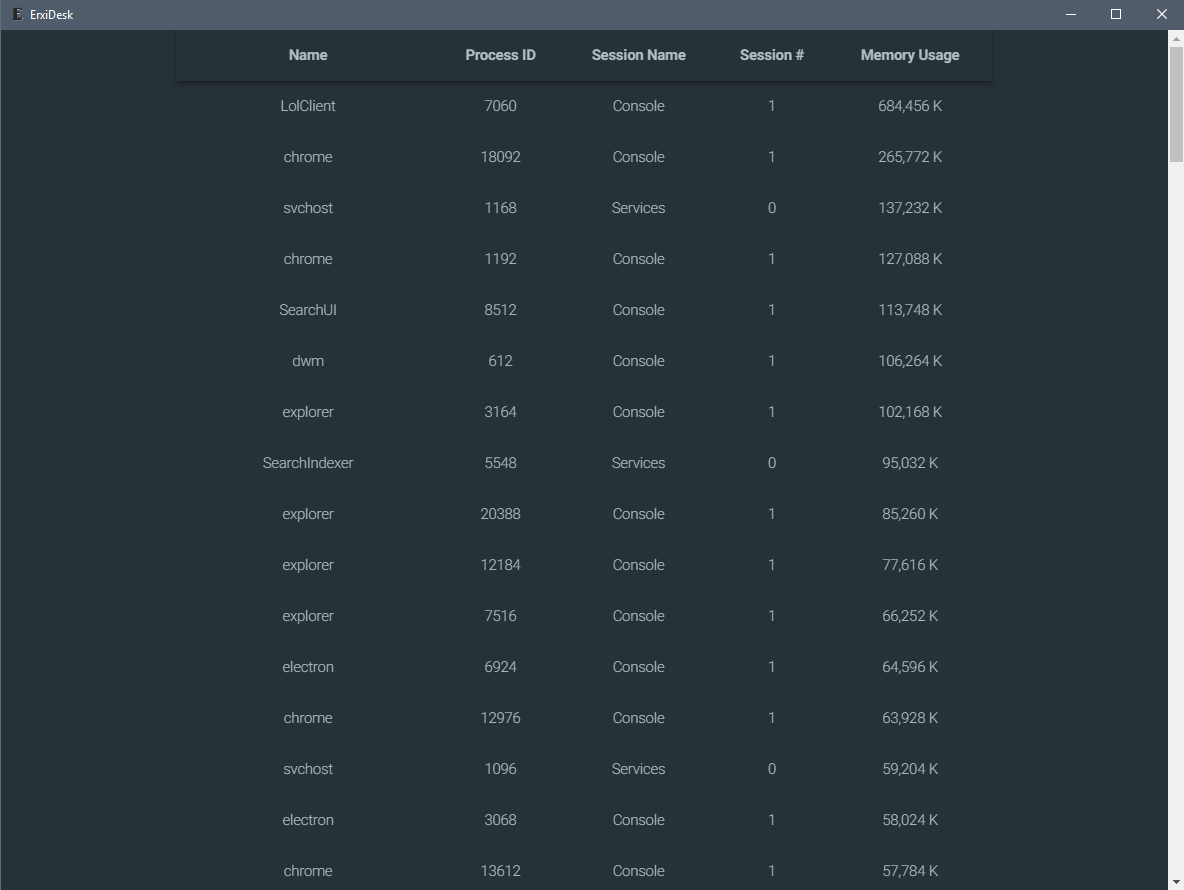 E ErxiDesk
Name Process ID Session Name Session # Memory Usage
LolClient 7060 Console 1 684,456 K
chrome 18092 Console 1 265,772 K
svchost 1168 Services 0 137,232 K
chrome 1192 Console 1 127,088 K
SearchUI 8512 Console 1 113,748 K
dwm 612 Console 1 106,264 K
explorer 3164 Console 1 102,168 K
SearchIndexer 5548 Services 0 95,032 K
explorer 20388 Console 1 85,260 K
explorer 12184 Console 1 77,616 K
explorer 7516 Console 1 66,252 K
electron 6924 Console 1 64,596 K
chrome 12976 Console 1 63,928 K
svchost 1096 Services 0 59,204 K
electron 3068 Console 1 58,024 K
chrome 13612 Console 1 57,784 K